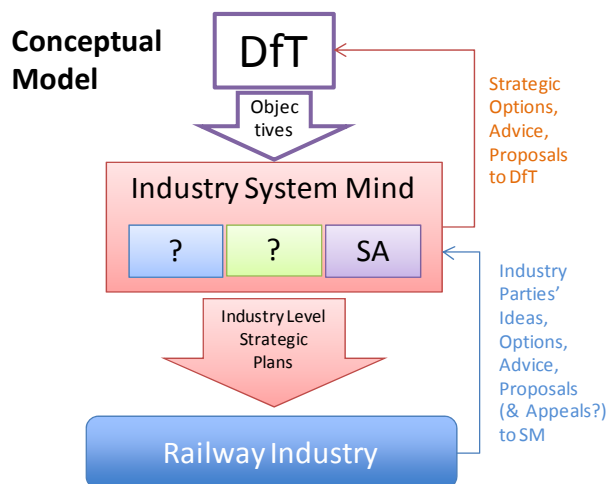 Conceptual
Model
DfT
Objec
tives
Strategic
Options,
Advice,
Proposals
to DfT
Industry System Mind
?
?
SA
Industry Level
Strategic
Plans
Industry
Parties’
Ideas,
Options,
Advice,
Proposals
(& Appeals?)
to SM
Railway Industry